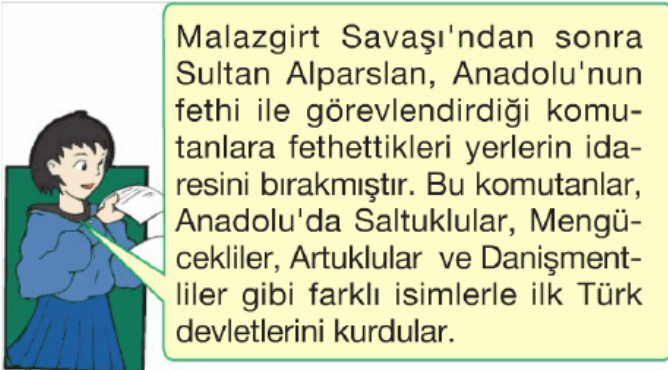 Malazgirt Savaşı'ndan sonra
Sultan Alparslan, Anadolu'nun
fethi ile görevlendirdiği komu-
tanlara fethettikleri yerlerin ida-
resini bırakmıştır. Bu komutanlar,
Anadolu'da Saltuklular, Mengü-
cekliler, Artuklular ve Danişment-
liler gibi farklı isimlerle ilk Türk
devletlerini kurdular.